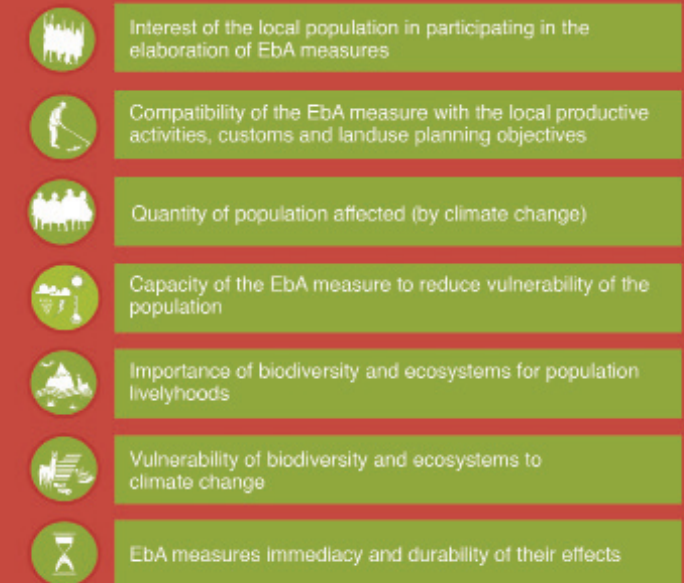 Interest of the local population in participating in the
elaboration of EbA measures
Compatibility of the EbA measure with the local productive
activities, customs and landuse planning objectives
Quantity of population affected (by climate change)
Capacity of the EbA measure to reduce vulnerability of the
population
Importance of biodiversity and ecosystems for population
livelyhoods
Vulnerability of biodiversity and ecosystems to
climate change
EbA measures immediacy and durability of their effects